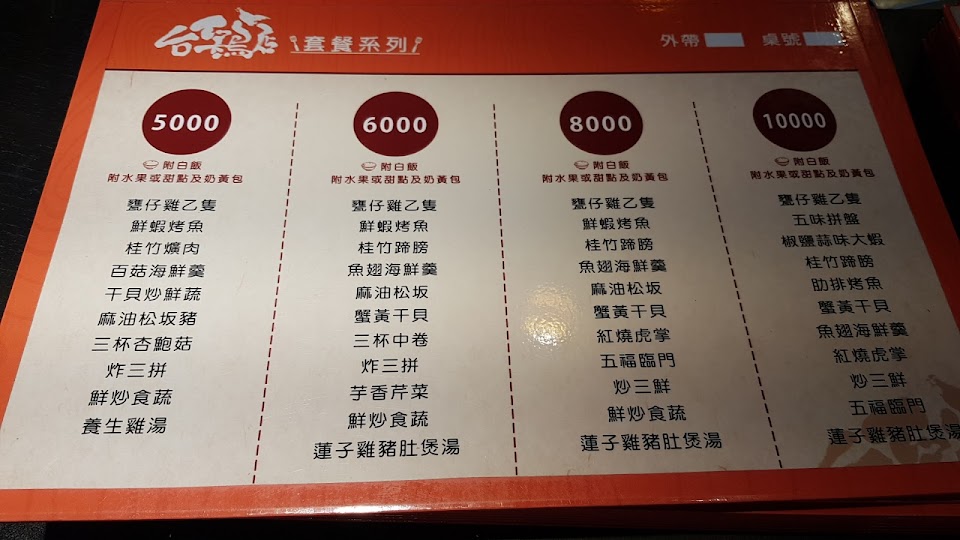 台G店 套餐系列
外帶 桌號
5000
附白飯
附水果或甜點及奶黃包
甕仔雞乙隻
鮮蝦烤魚
桂竹爌肉
百菇海鮮羹
干貝炒鮮蔬
麻油松坂豬
三杯杏鮑菇
炸三拼
鮮炒食蔬
養生雞湯
6000
附白飯
附水果或甜點及奶黃包
甕仔雞乙隻
鮮蝦烤魚
桂竹蹄膀
魚翅海鮮羹
麻油松坂
蟹黃干貝
三杯中卷
炸三拼
芋香芹菜
鮮炒食蔬
蓮子雞豬肚煲湯
8000
附白飯
附水果或甜點及奶黃包
甕仔雞乙隻
鮮蝦烤魚
桂竹蹄膀
魚翅海鮮羹
麻油松坂
蟹黃干貝
紅燒虎掌
五福臨門
炒三鮮
鮮炒食蔬
蓮子雞豬肚煲湯
10000
附白飯
附水果或甜點及奶黃包
甕仔雞乙隻
五味拼盤
椒鹽蒜味大蝦
桂竹蹄膀
肋排烤魚
蟹黃干貝
魚翅海鮮羹
紅燒虎掌
炒三鮮
五福臨門
蓮子雞豬肚煲湯